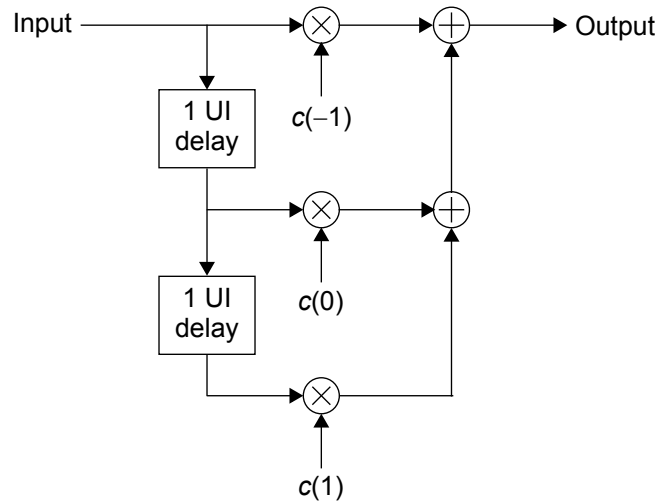 Input
Output
1 UI
delay
c(−1)
1 UI
delay
c(0)
c(1)